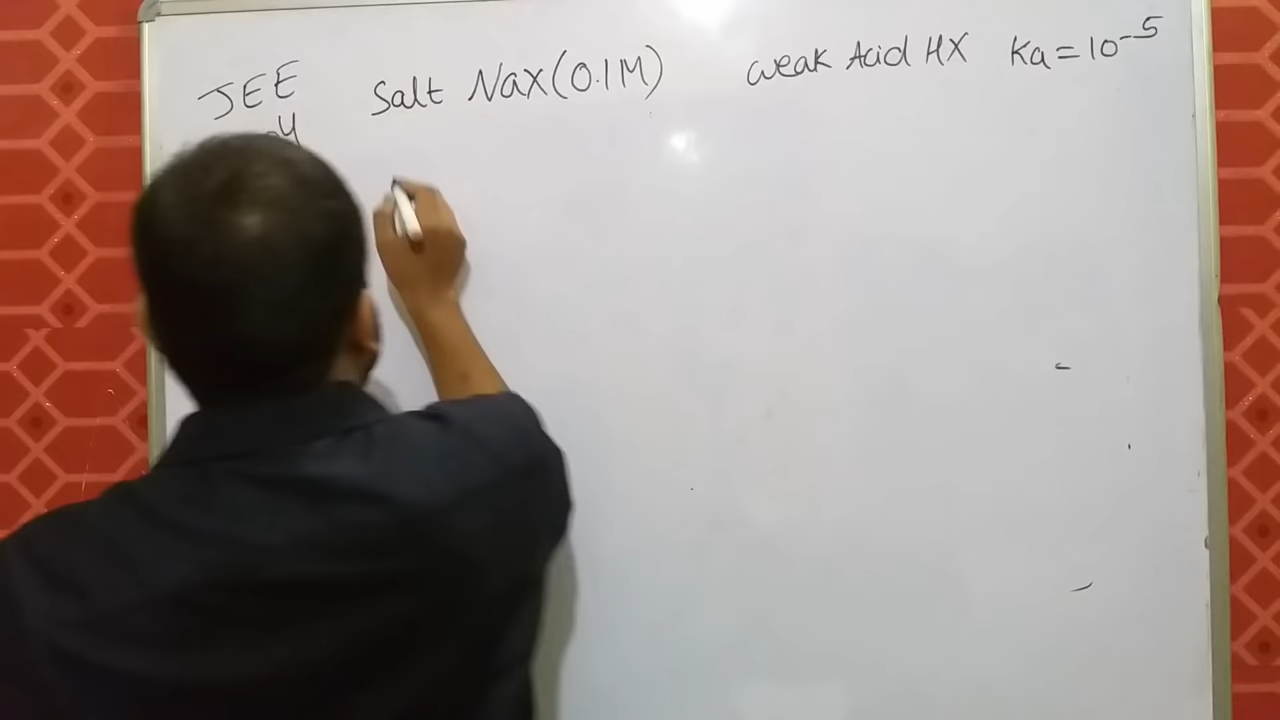 JEE Salt NaX(0.1M) weak Acid HX Ka=10⁻⁵